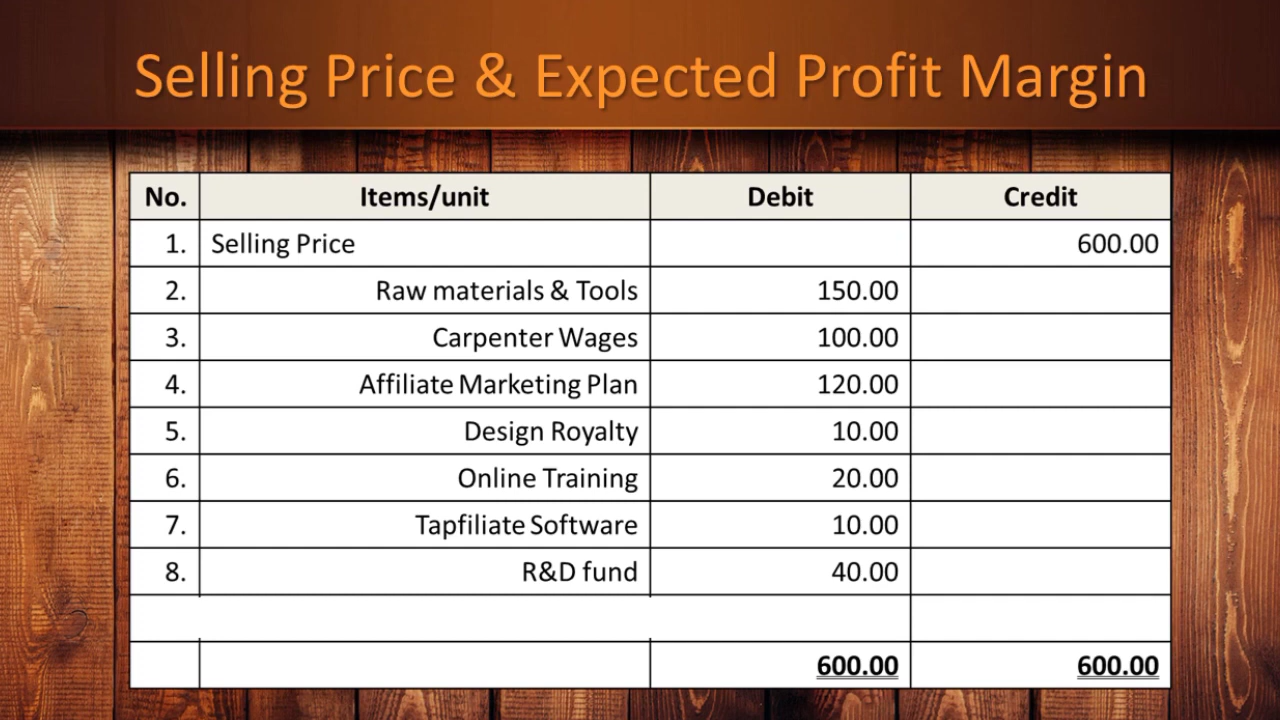 Selling Price & Expected Profit Margin
No. Items/unit Debit Credit
1. Selling Price 600.00
2. Raw materials & Tools 150.00
3. Carpenter Wages 100.00
4. Affiliate Marketing Plan 120.00
5. Design Royalty 10.00
6. Online Training 20.00
7. Tapfiliate Software 10.00
8. R&D fund 40.00
600.00 600.00